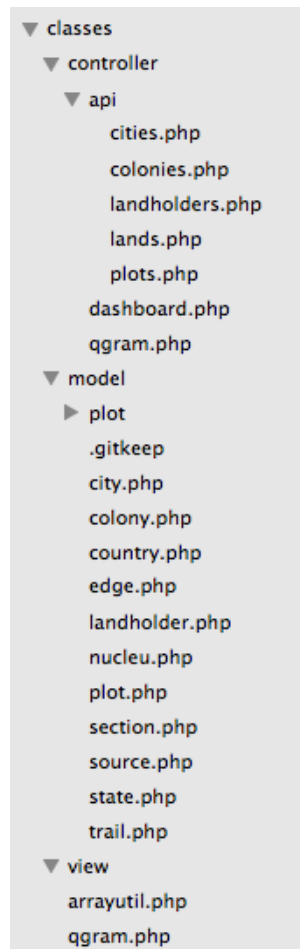 classes
controller
api
cities.php
colonies.php
landholders.php
lands.php
plots.php
dashboard.php
qgram.php
model
plot
.gitkeep
city.php
colony.php
country.php
edge.php
landholder.php
nucleu.php
plot.php
section.php
source.php
state.php
trail.php
view
arrayutil.php
qgram.php